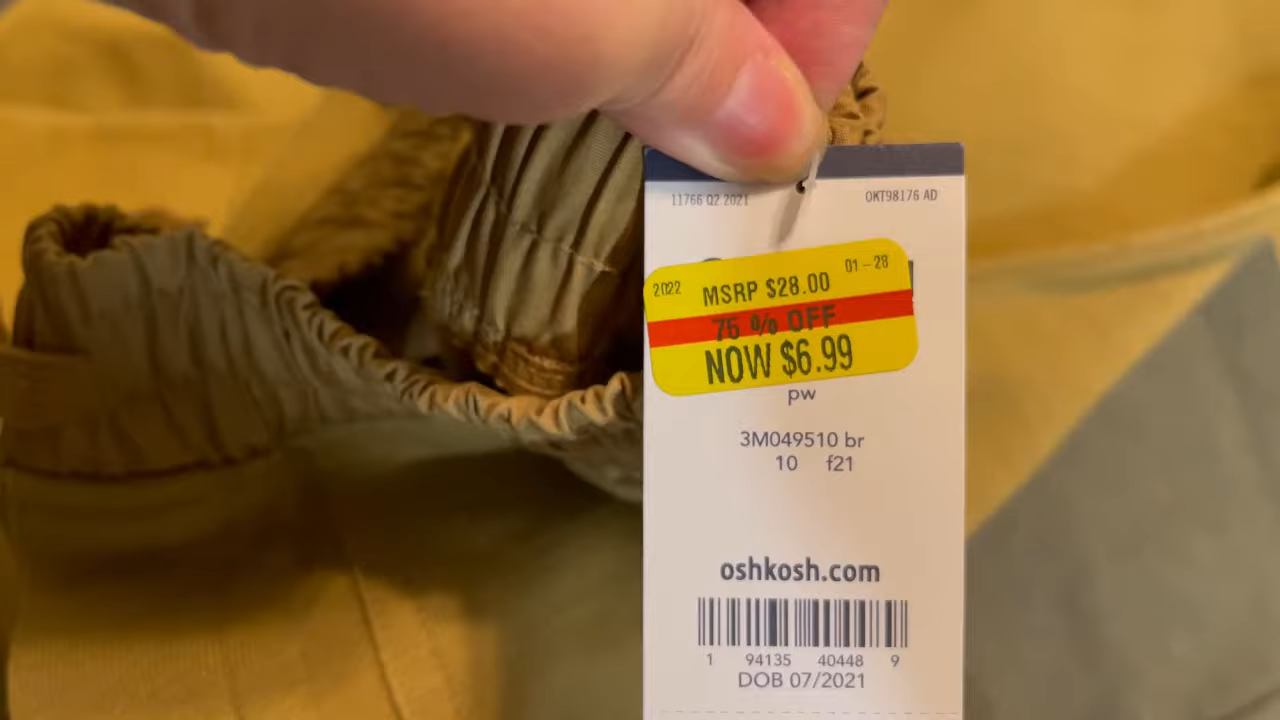 11766 Q2 2021 OKT98176 AD
2022 MSRP $28.00 01-28
75 % OFF
NOW $6.99
pw
3M049510 br
10 f21
oshkosh.com
1 94135 40448 9
DOB 07/2021